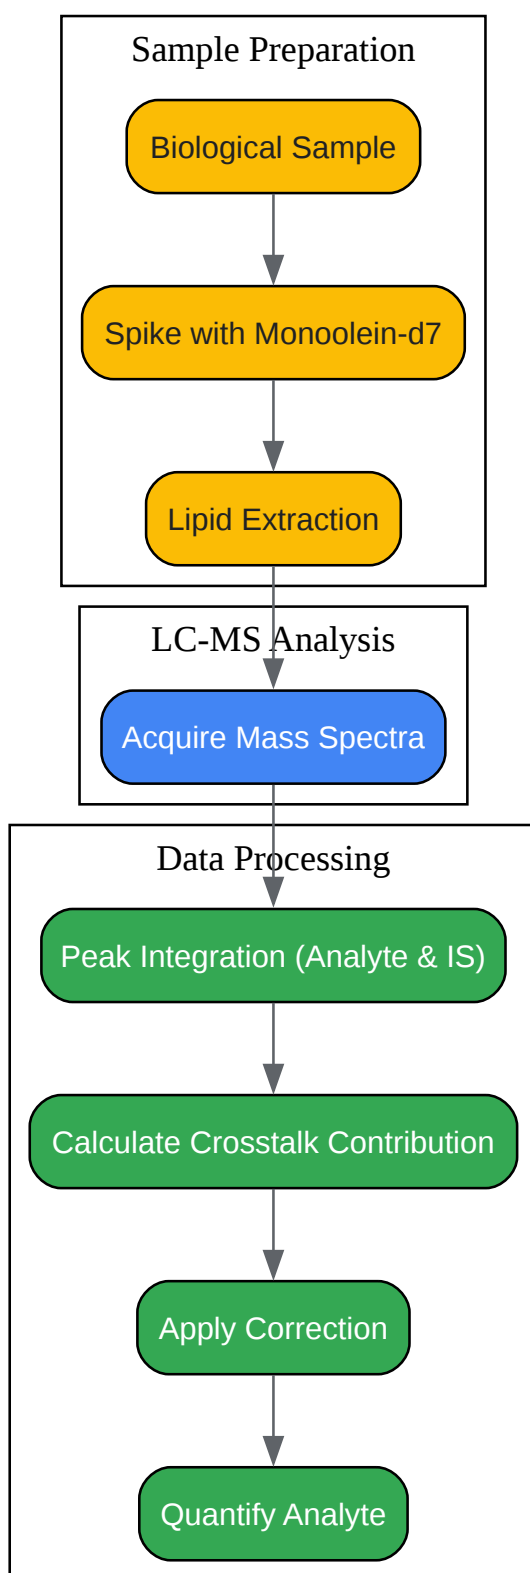 Sample Preparation
Biological Sample
Spike with Monoolein-d7
Lipid Extraction
LC-MS Analysis
Acquire Mass Spectra
Data Processing
Peak Integration (Analyte & IS)
Calculate Crosstalk Contribution
Apply Correction
Quantify Analyte